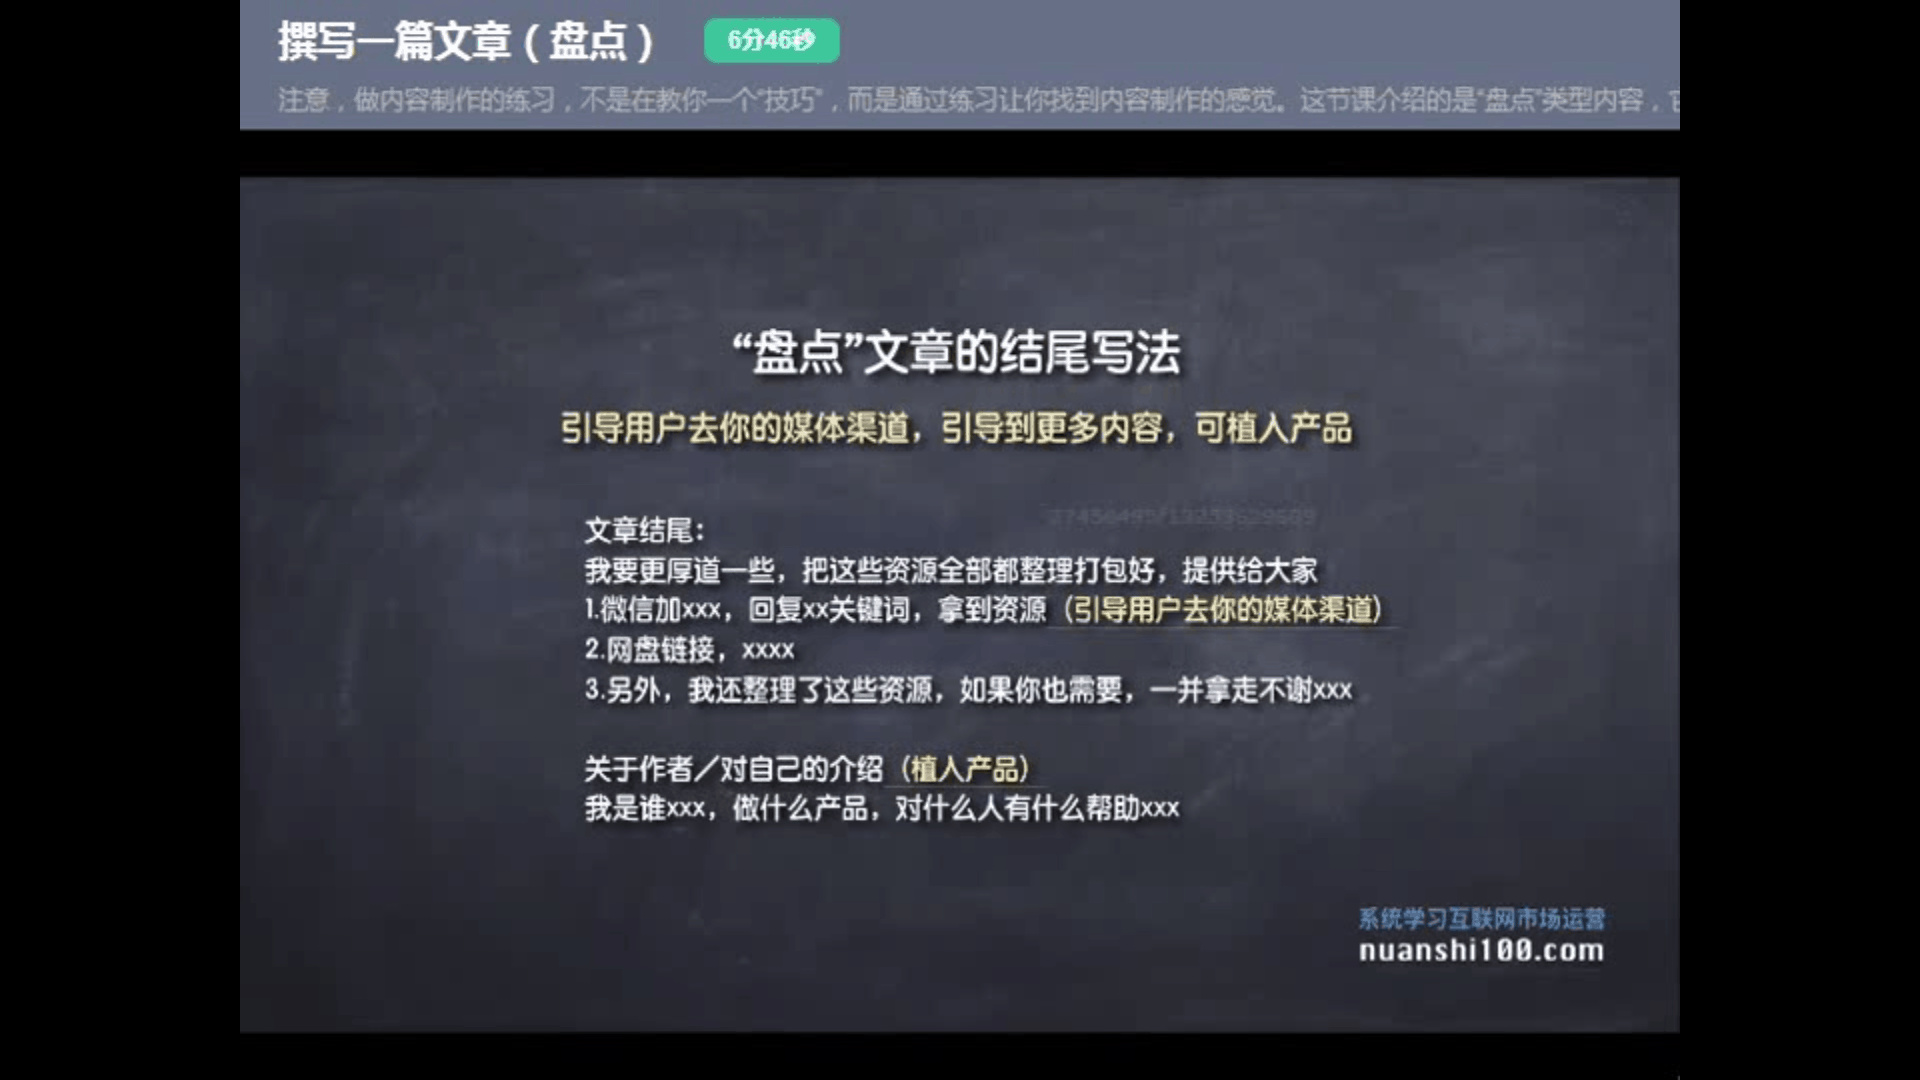 撰写一篇文章（盘点） 6分46秒
注意，做内容制作的练习，不是在教你一个“技巧”，而是通过练习让你找到内容制作的感觉。这节课介绍的是“盘点”类型内容，
“盘点”文章的结尾写法
引导用户去你的媒体渠道，引导到更多内容，可植入产品
文章结尾：
我要更厚道一些，把这些资源全部都整理打包好，提供给大家
1.微信加xxx，回复xx关键词，拿到资源（引导用户去你的媒体渠道）
2.网盘链接，xxxx
3.另外，我还整理了这些资源，如果你也需要，一并拿走不谢xxx
关于作者／对自己的介绍（植入产品）
我是谁xxx，做什么产品，对什么人有什么帮助xxx
系统学习互联网市场运营
nuanshi100.com